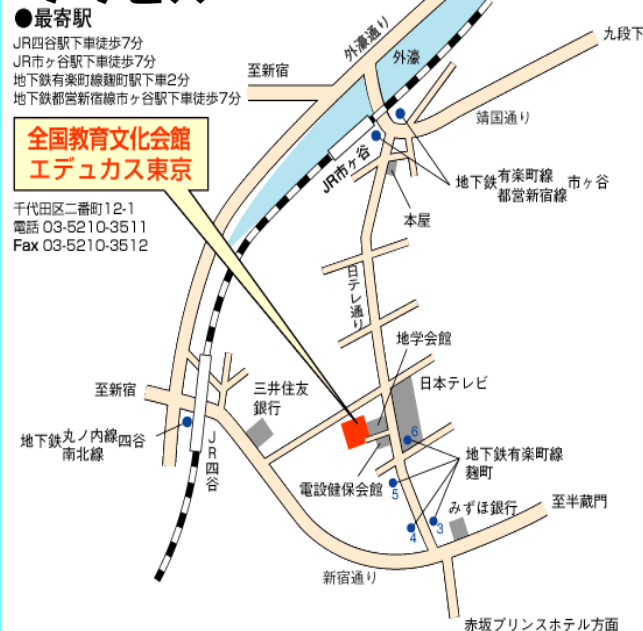 ●最寄駅
JR四谷駅下車徒歩7分
JR市ヶ谷駅下車徒歩7分
地下鉄有楽町線麹町駅下車2分
地下鉄都営新宿線市ヶ谷駅下車徒歩7分
全国教育文化会館
エデュカス東京
千代田区二番町12-1
電話 03-5210-3511
Fax 03-5210-3512
外濠通り
外濠
九段下
至新宿
靖国通り
JR市ヶ谷
地下鉄有楽町線
都営新宿線
市ヶ谷
本屋
日テレ通り
地学会館
日本テレビ
至新宿
三井住友
銀行
地下鉄丸ノ内線四谷
南北線
JR四谷
6
地下鉄有楽町線
麹町
電設健保会館
5
みずほ銀行
至半蔵門
4
3
新宿通り
赤坂プリンスホテル方面